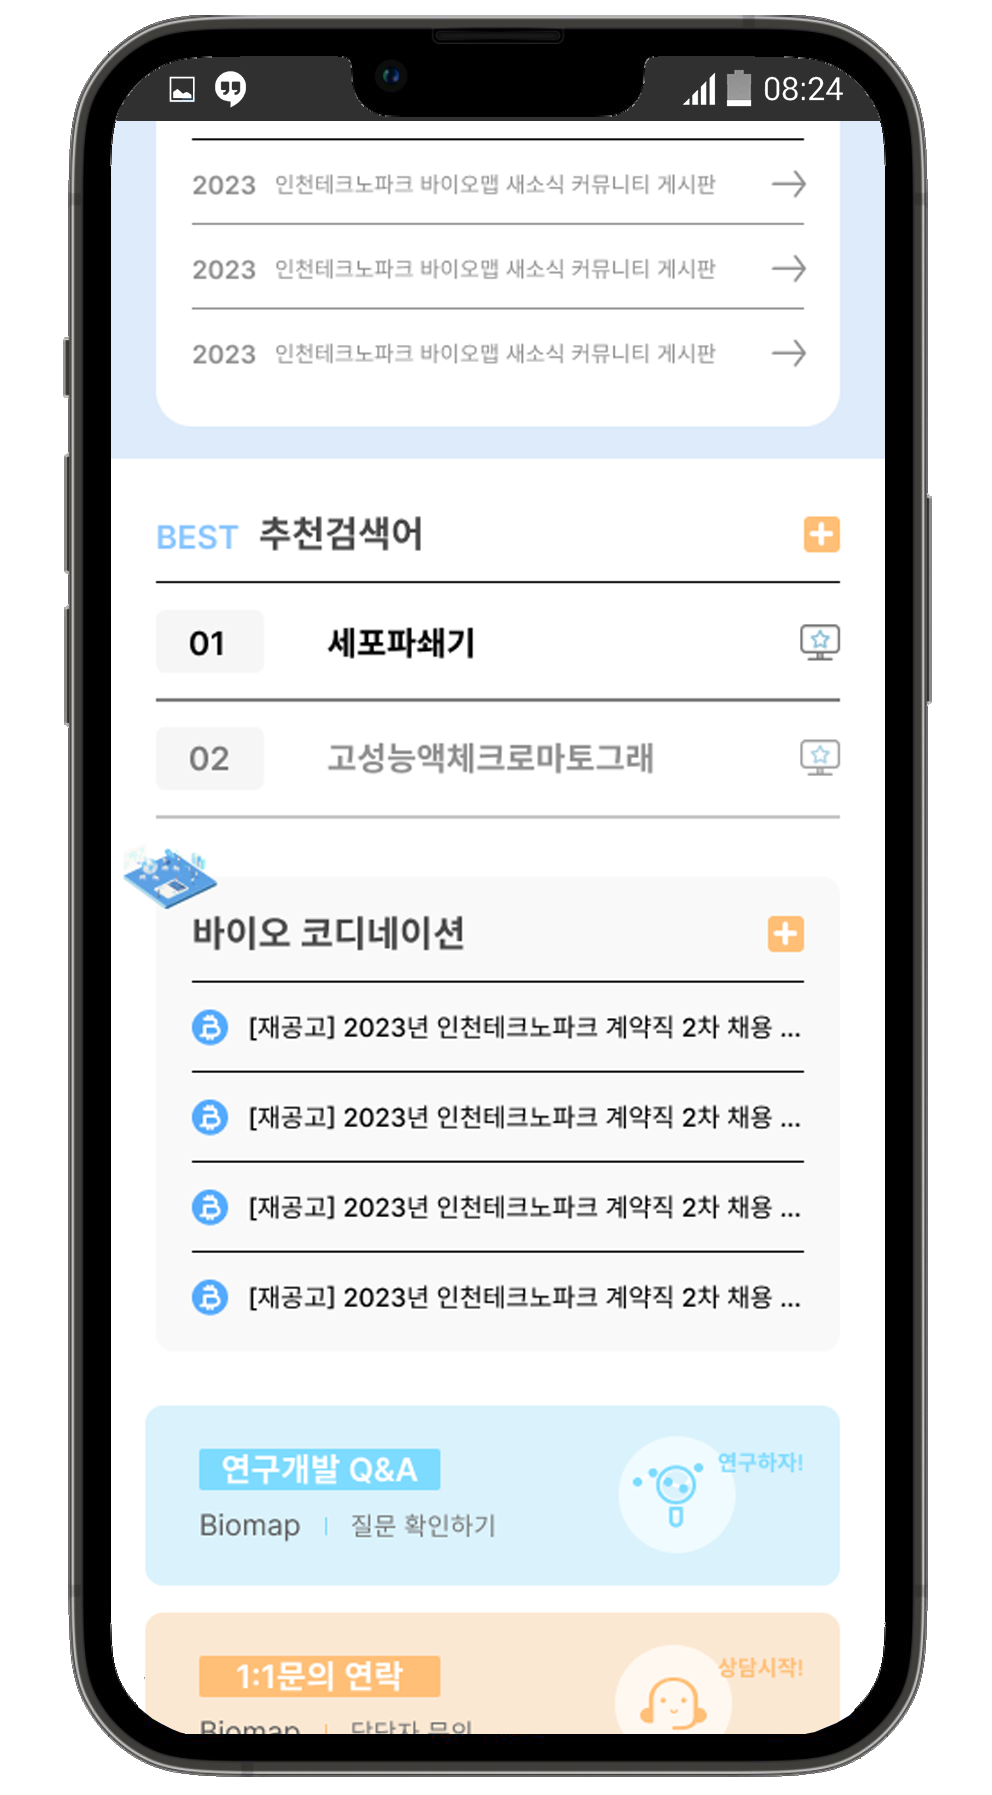 08:24
2023 인천테크노파크 바이오맵 새소식 커뮤니티 게시판
2023 인천테크노파크 바이오맵 새소식 커뮤니티 게시판
2023 인천테크노파크 바이오맵 새소식 커뮤니티 게시판
BEST 추천검색어
01 세포파쇄기
02 고성능액체크로마토그래
바이오 코디네이션
[재공고] 2023년 인천테크노파크 계약직 2차 채용 ...
[재공고] 2023년 인천테크노파크 계약직 2차 채용 ...
[재공고] 2023년 인천테크노파크 계약직 2차 채용 ...
[재공고] 2023년 인천테크노파크 계약직 2차 채용 ...
연구개발 Q&A
연구하자!
Biomap | 질문 확인하기
1:1문의 연락
상담시작!
Biomap | 담당자 문의